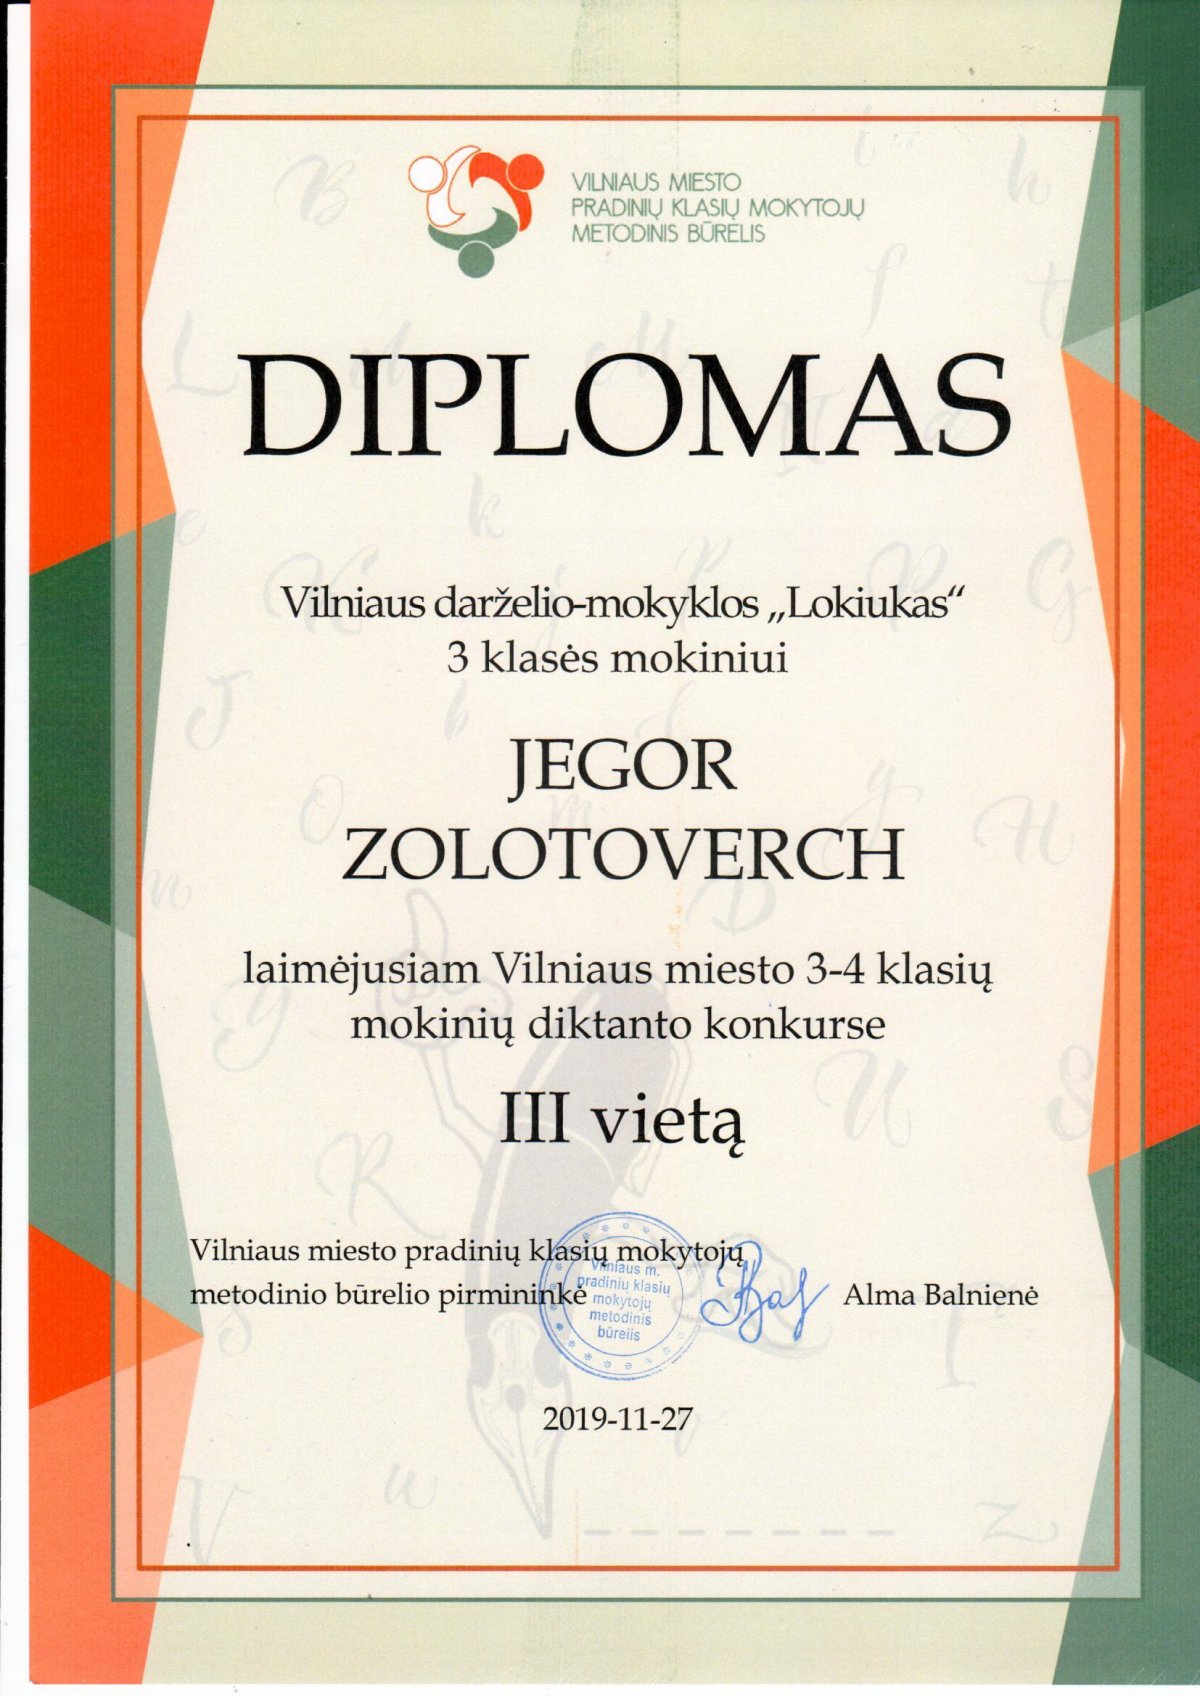 VILNIAUS MIESTO
PRADINIŲ KLASIŲ MOKYTOJŲ
METODINIS BŪRELIS
DIPLOMAS
Vilniaus darželio-mokyklos „Lokiukas“
3 klasės mokiniui
JEGOR
ZOLOTOVERCH
laimėjusiam Vilniaus miesto 3-4 klasių
mokinių diktanto konkurse
III vietą
Vilniaus miesto pradinių klasių mokytojų
metodinio būrelio pirmininkė
Vilniaus m.
pradinių klasių
mokytojų
metodinis
būrelis
Alma Balnienė
2019-11-27